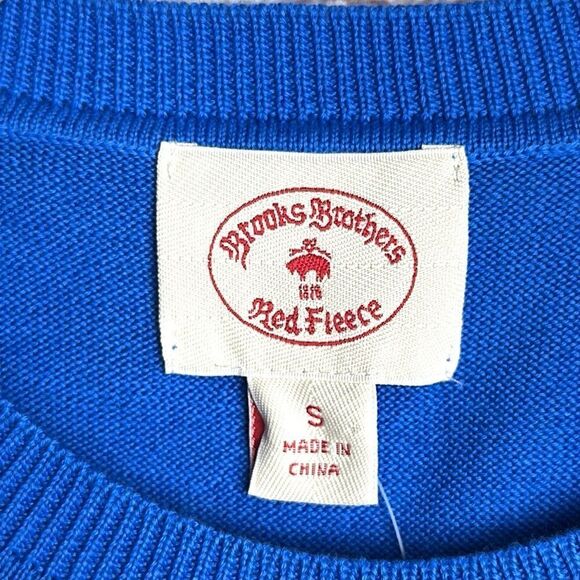 Brooks Brothers
1818
Red Fleece
S
MADE IN
CHINA